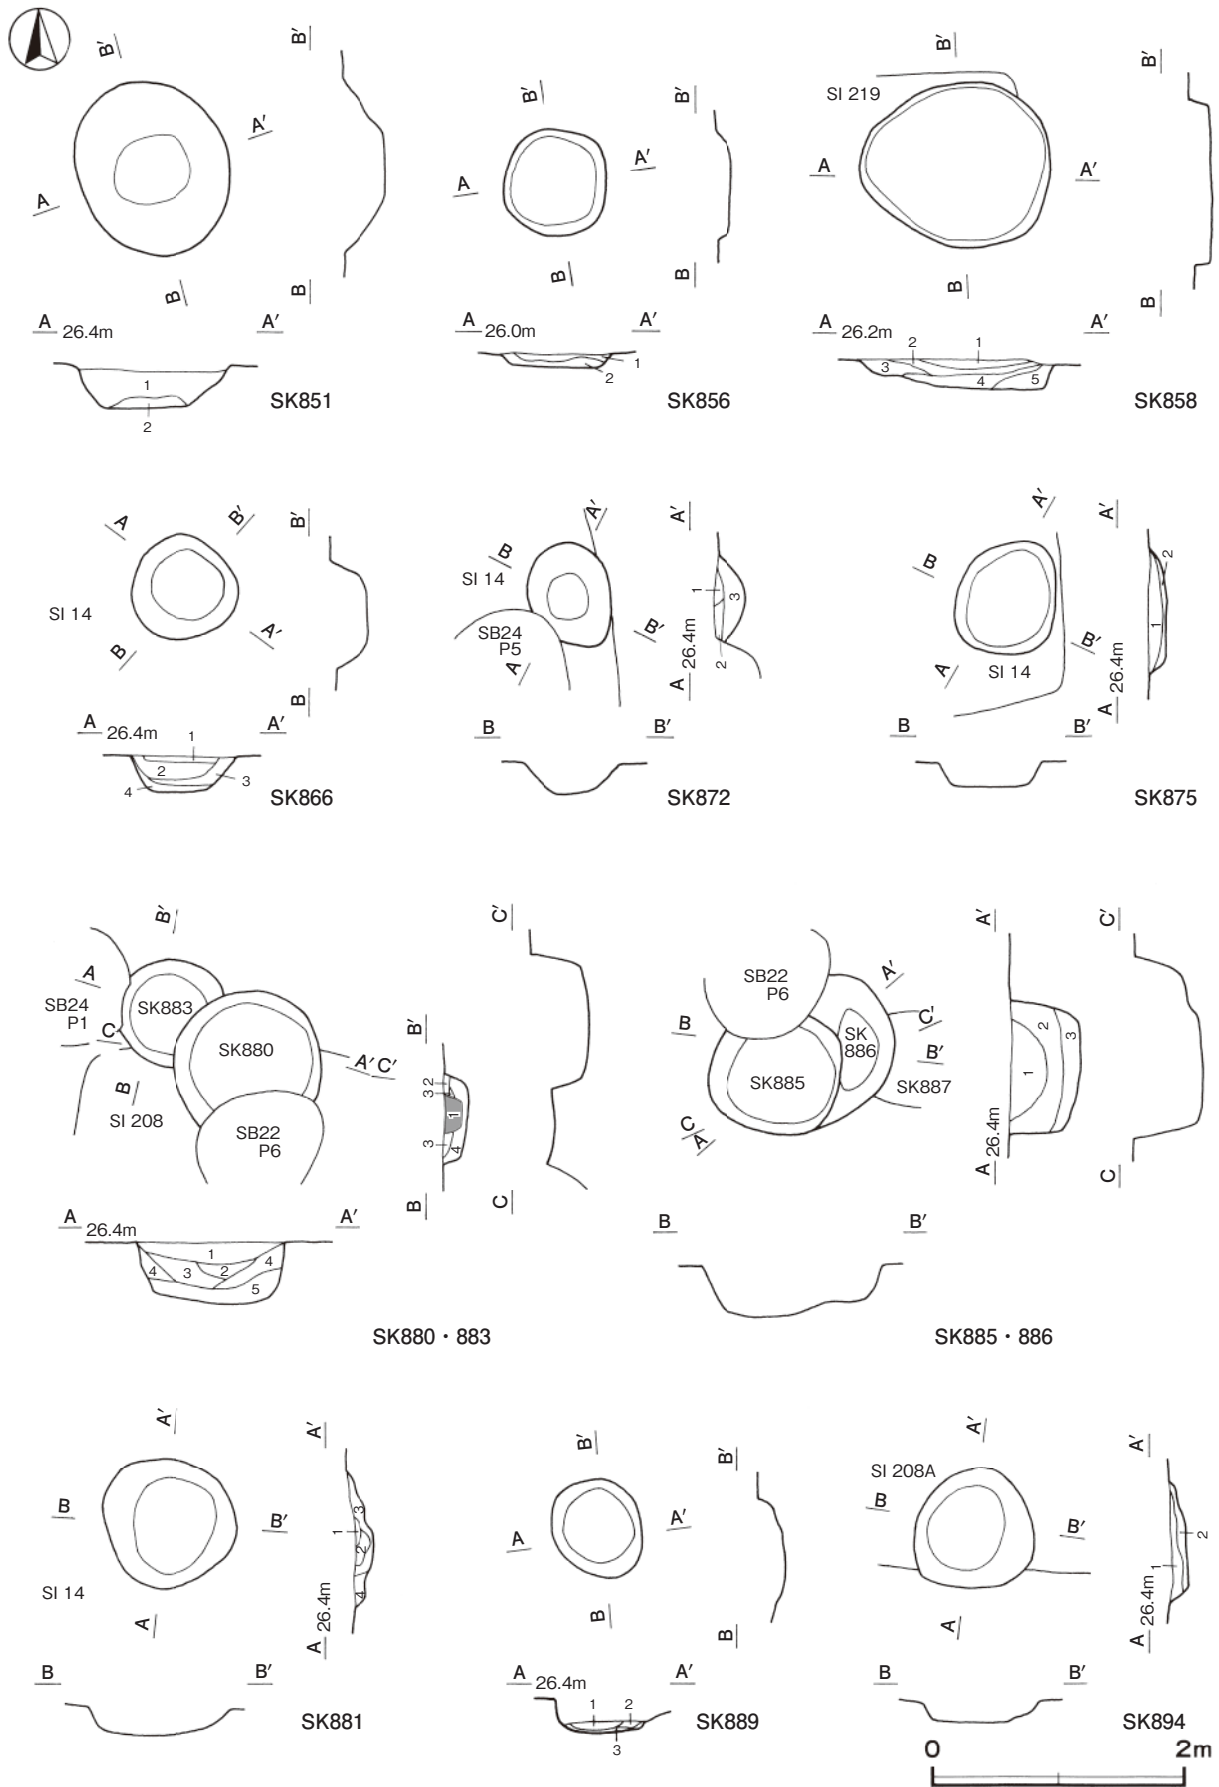 B′
A′
A
B
B′
B
A 26.4m A′
1
2
SK851
B′
A′
A
B
B′
B
A 26.0m A′
1
2
SK856
B′
SI 219
A
A′
B
B′
B
A 26.2m A′
2 1
3 4 5
SK858
A
B′
SI 14
B
A′
B′
B
A 26.4m A′
1
2
3
4
SK866
A′
B
SI 14
SB24
P5
A
B′
A′
1
3
2
A 26.4m
B B′
SK872
A′
B
A
SI 14
B′
A′
2
1
A 26.4m
B B′
SK875
B′
A
SB24
P1
SK883
C
SK880
A′ C′
B
SI 208
SB22
P6
B′
2
3
1
3
4
B
C′
C
A 26.4m A′
1
4 3 2 4
5
SK880・883
SB22
P6
A′
B
C′
SK
886
B′
SK885
SK887
C
A
A′
2
3
1
A 26.4m
C′
C
B B′
SK885・886
A′
B
B′
SI 14
A
A′
3
1
2
4
A 26.4m
B B′
SK881
B′
A′
A
B
B′
B
A 26.4m A′
1 2
3
SK889
A′
SI 208A
B
B′
A
A′
2
1
A 26.4m
B B′
SK894
0 2m